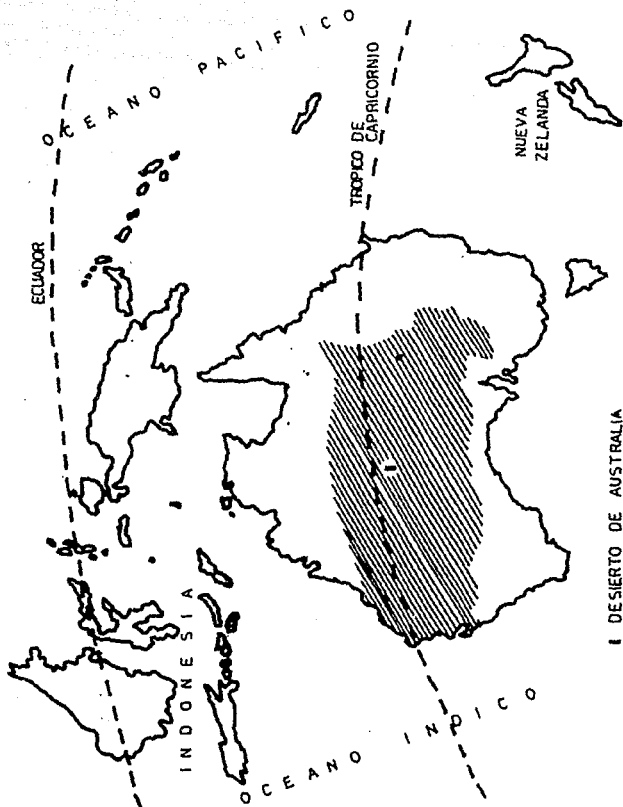 OCEANO PACIFICO
ECUADOR
TROPICO DE
CAPRICORNIO
NUEVA
ZELANDA
INDONESIA
I
OCEANO INDICO
I DESIERTO DE AUSTRALIA